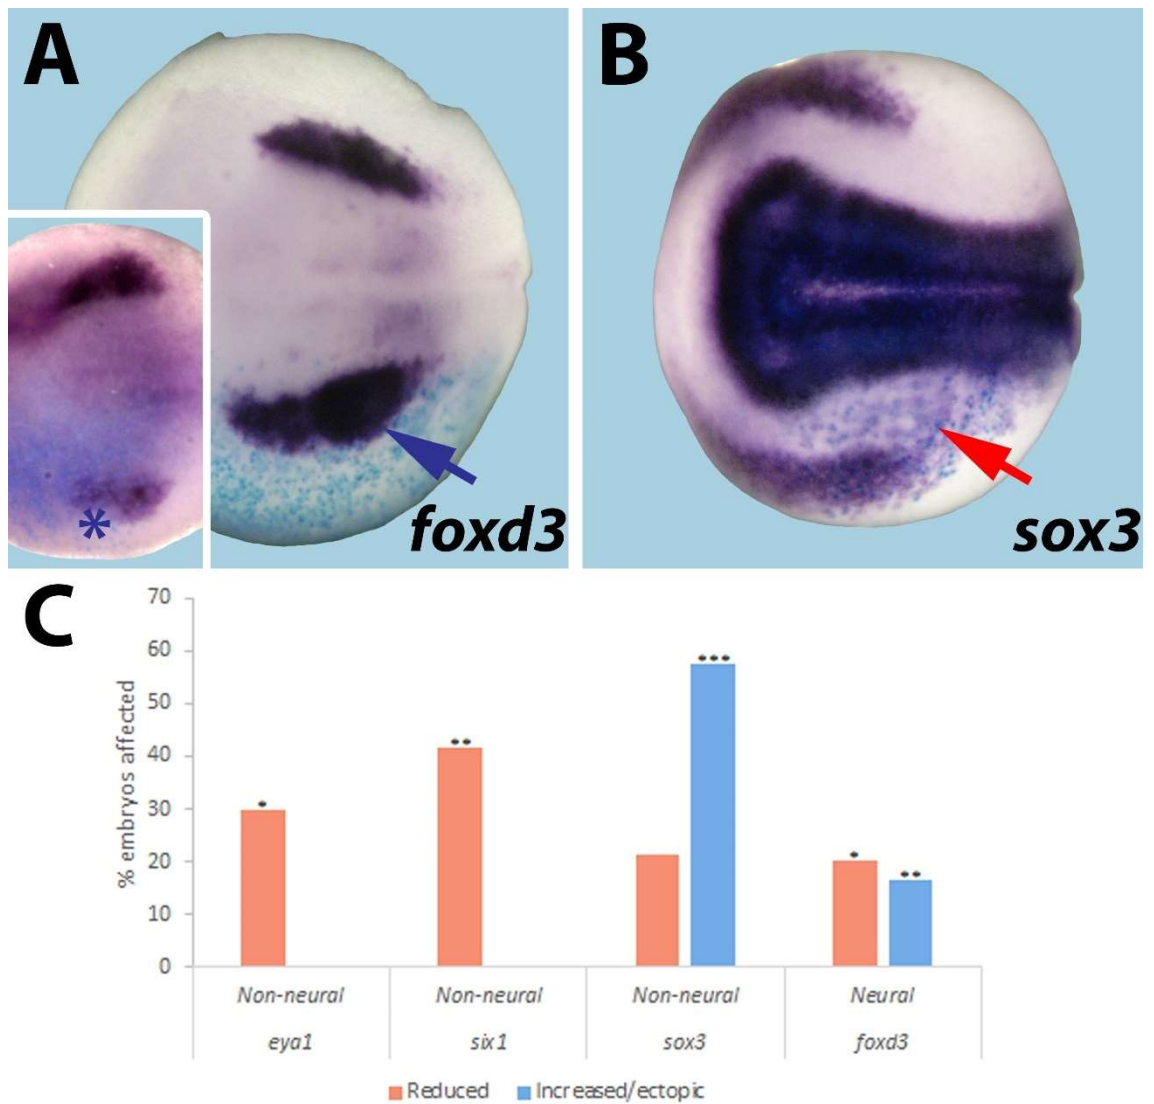 A
B
*
foxd3
sox3
C
70
60
50
40
30
20
10
0
% embryos affected
*
**
***
*
**
Non-neural Non-neural Non-neural Neural
eya1 six1 sox3 foxd3
Reduced Increased/ectopic